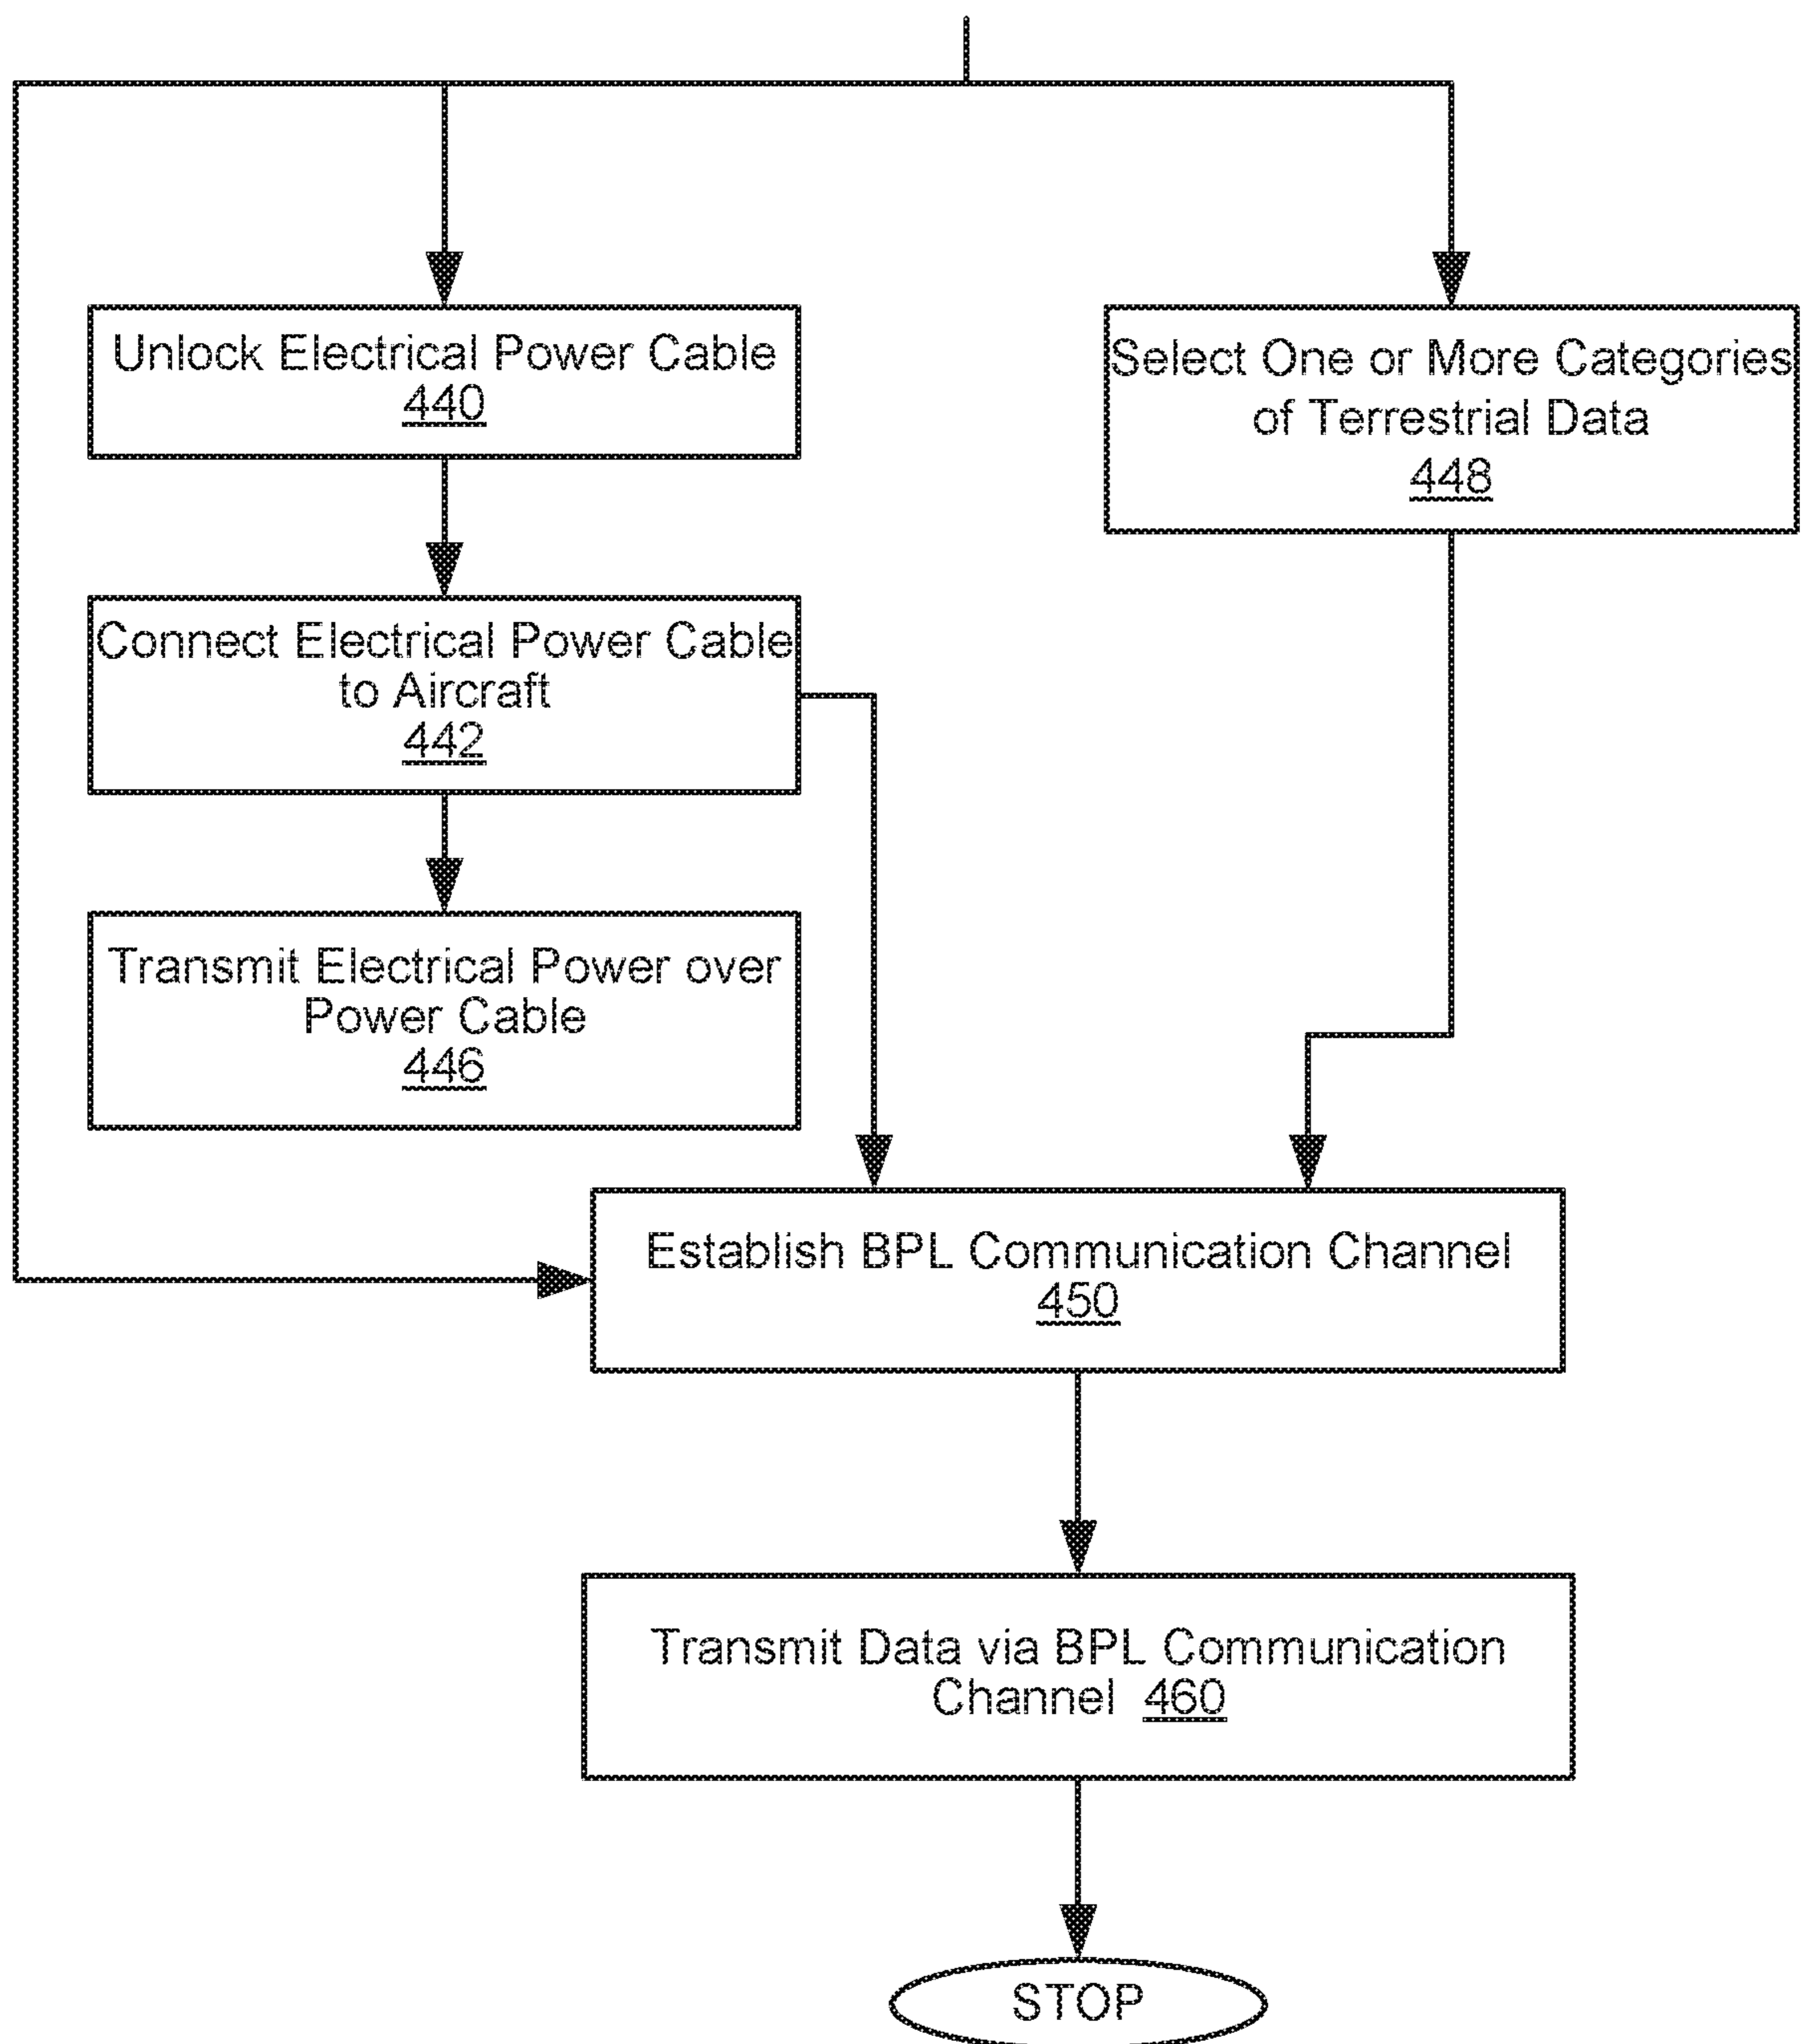 Unlock Electrical Power Cable
440
Select One or More Categories
of Terrestrial Data
448
Connect Electrical Power Cable
to Aircraft
442
Transmit Electrical Power over
Power Cable
446
Establish BPL Communication Channel
450
Transmit Data via BPL Communication
Channel 460
STOP